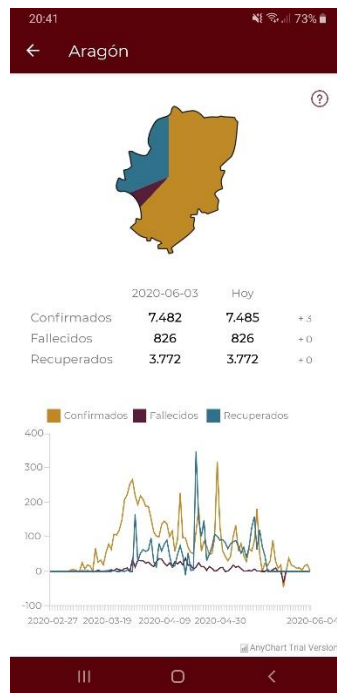 20:41 73%
Aragón
?
2020-06-03 Hoy
Confirmados 7.482 7.485 + 3
Fallecidos 826 826 + 0
Recuperados 3.772 3.772 + 0
Confirmados Fallecidos Recuperados
400
300
200
100
0
-100
2020-02-27 2020-03-19 2020-04-09 2020-04-30 2020-06-04
AnyChart Trial Version